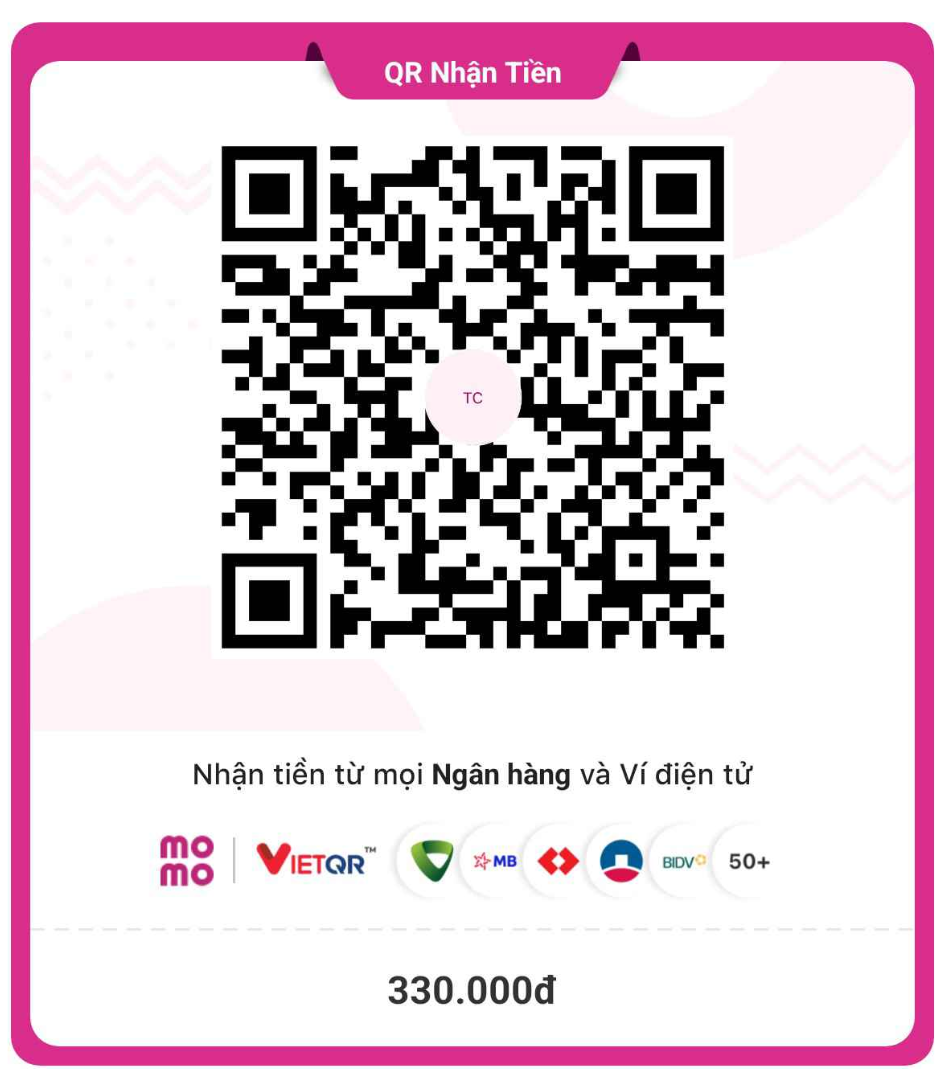 QR Nhận Tiền
TC
Nhận tiền từ mọi Ngân hàng và Ví điện tử
mo
mo
VIETQR™
MB
BIDV
50+
330.000đ